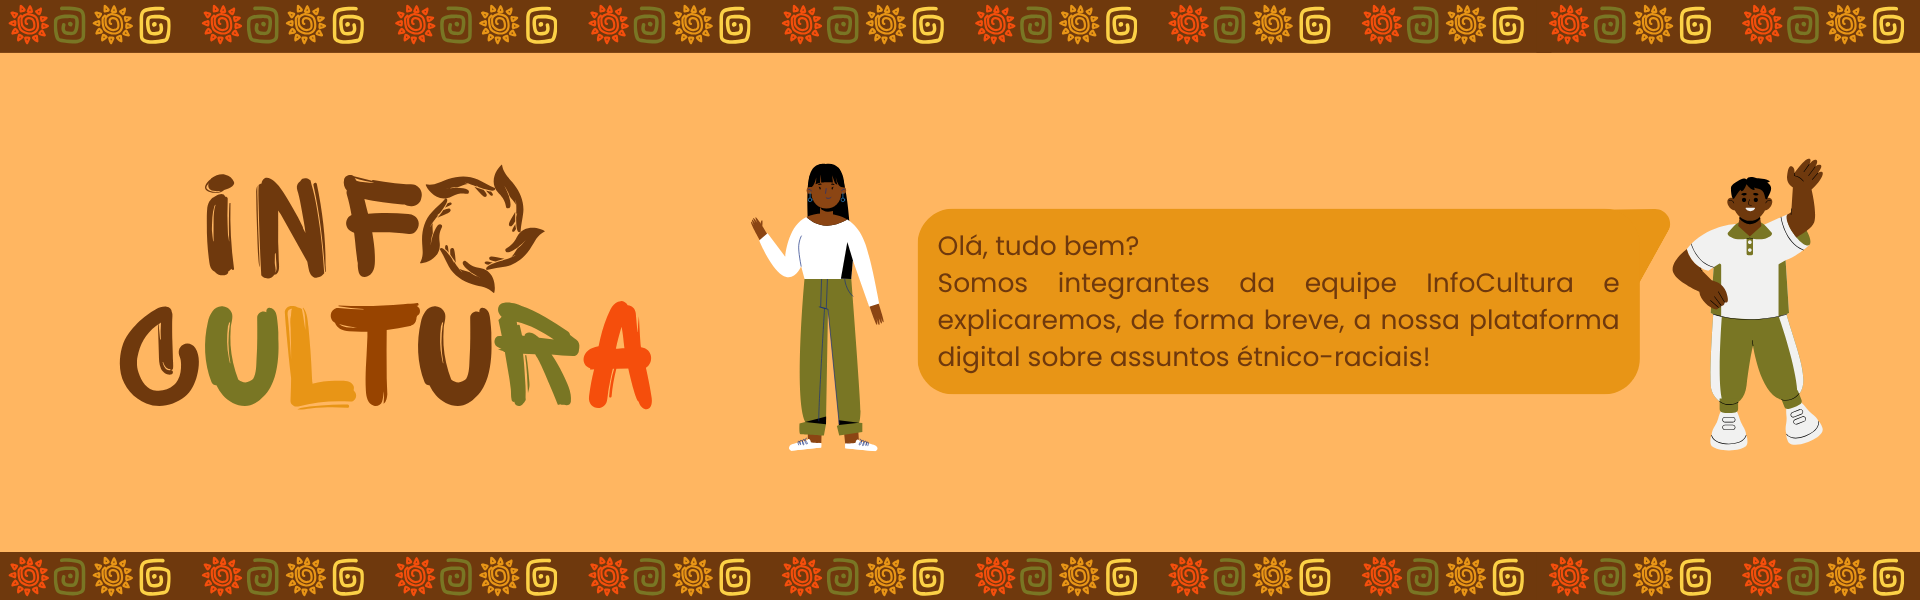 INFO
CULTURA
Olá, tudo bem?
Somos integrantes da equipe InfoCultura e
explicaremos, de forma breve, a nossa plataforma
digital sobre assuntos étnico-raciais!